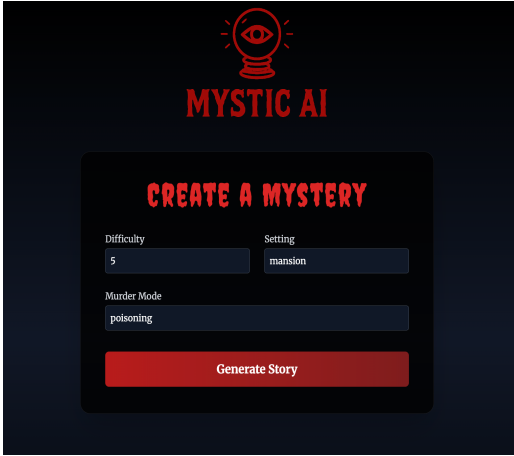 MYSTIC AI
CREATE A MYSTERY
Difficulty
Setting
5
mansion
Murder Mode
poisoning
Generate Story